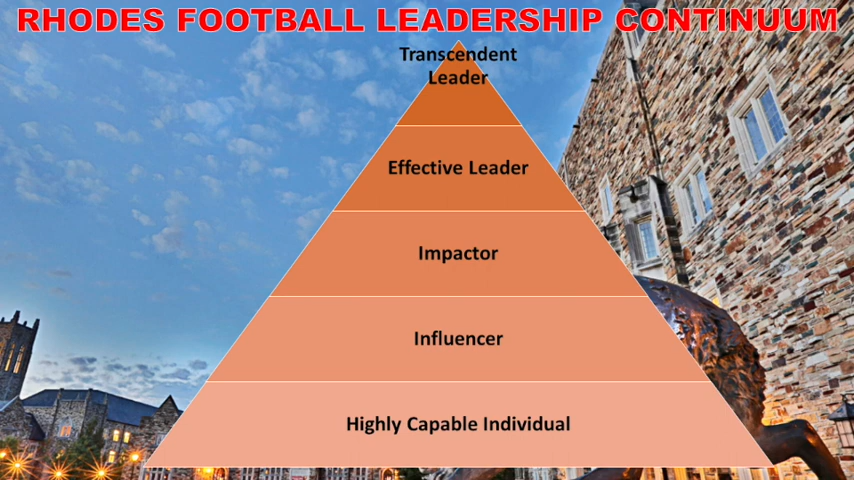 RHODES FOOTBALL LEADERSHIP CONTINUUM
Transcendent
Leader
Effective Leader
Impactor
Influencer
Highly Capable Individual